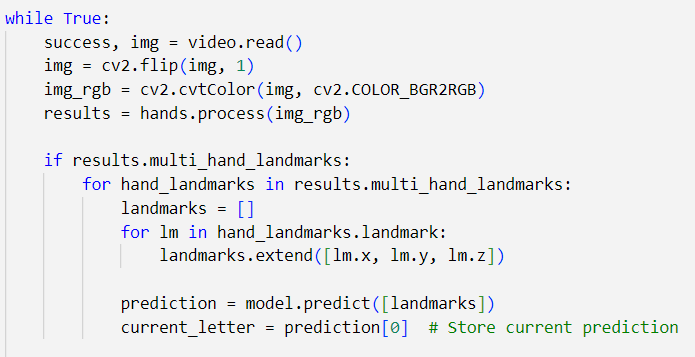 while True:
    success, img = video.read()
    img = cv2.flip(img, 1)
    img_rgb = cv2.cvtColor(img, cv2.COLOR_BGR2RGB)
    results = hands.process(img_rgb)

    if results.multi_hand_landmarks:
        for hand_landmarks in results.multi_hand_landmarks:
            landmarks = []
            for lm in hand_landmarks.landmark:
                landmarks.extend([lm.x, lm.y, lm.z])

            prediction = model.predict([landmarks])
            current_letter = prediction[0]  # Store current prediction